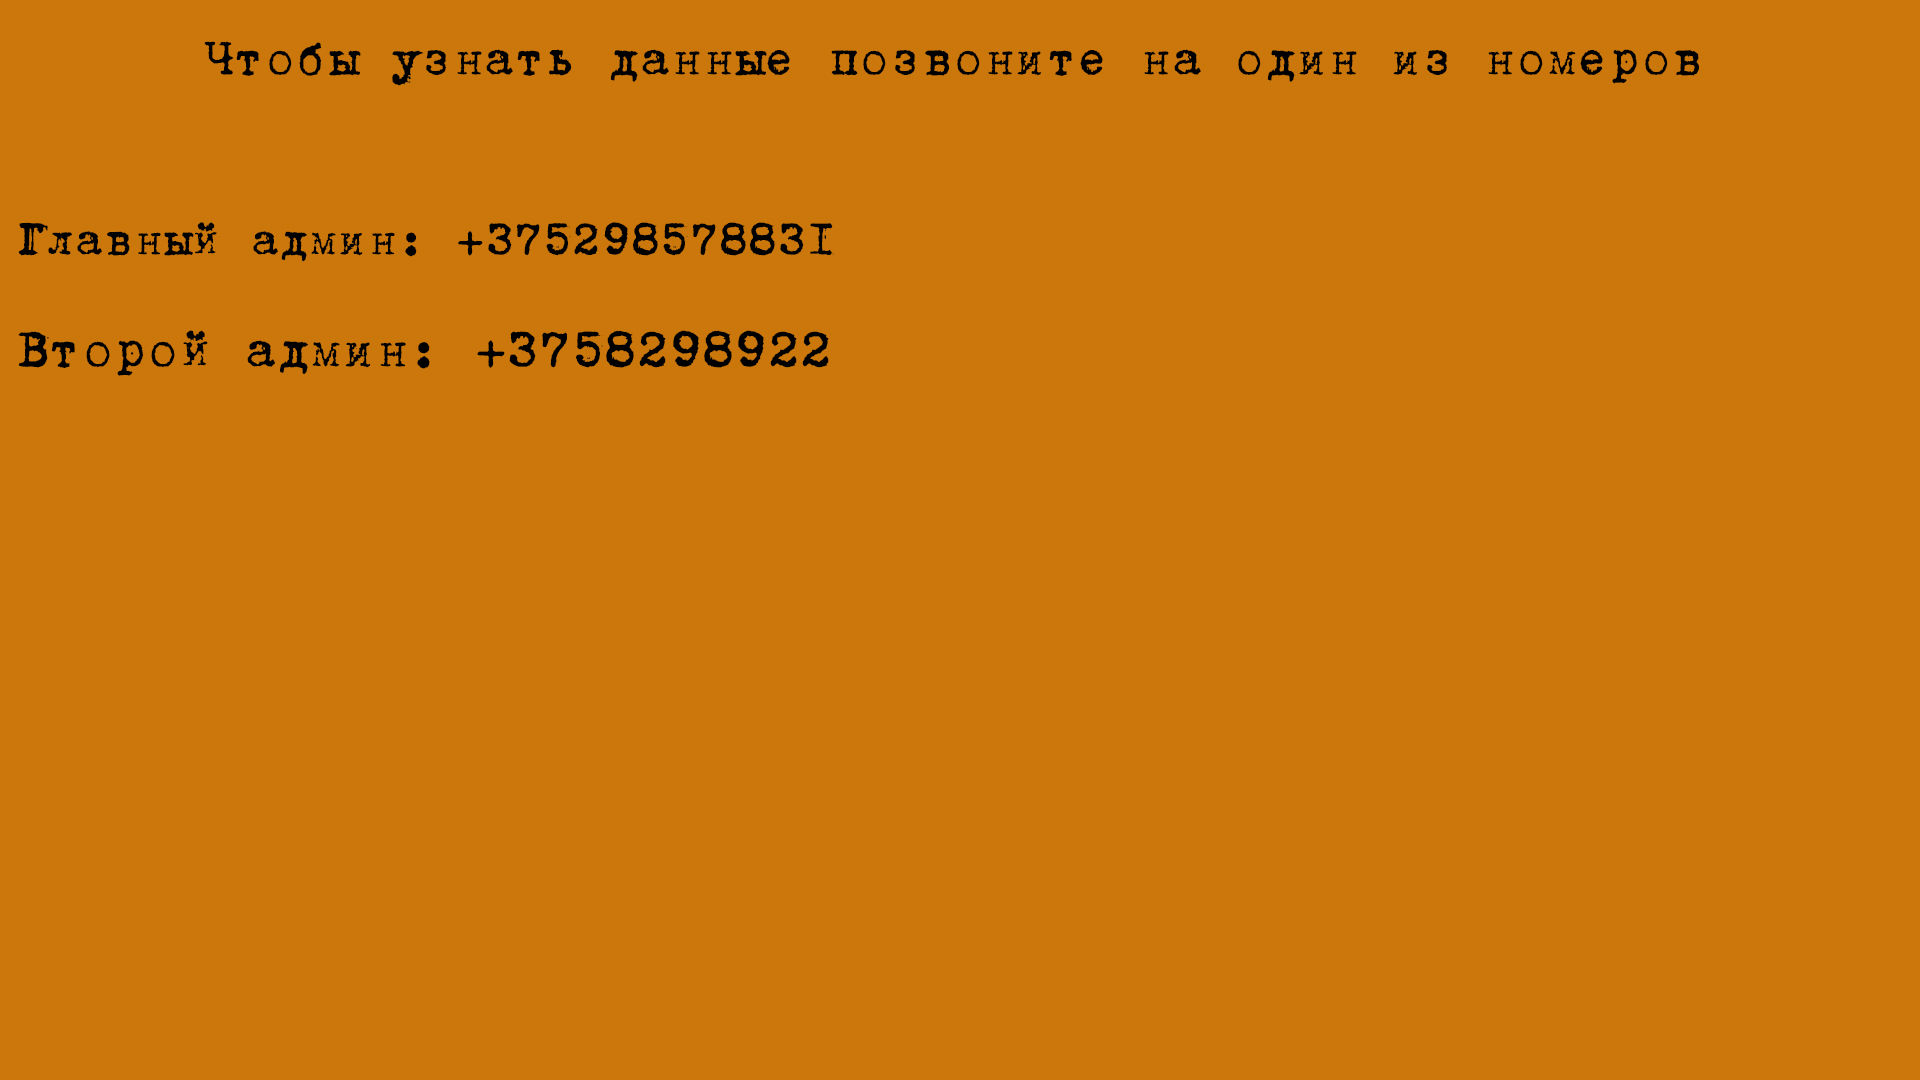 Чтобы узнать данные позвоните на один из номеров
Главный админ: +375298578831
Второй админ: +3758298922